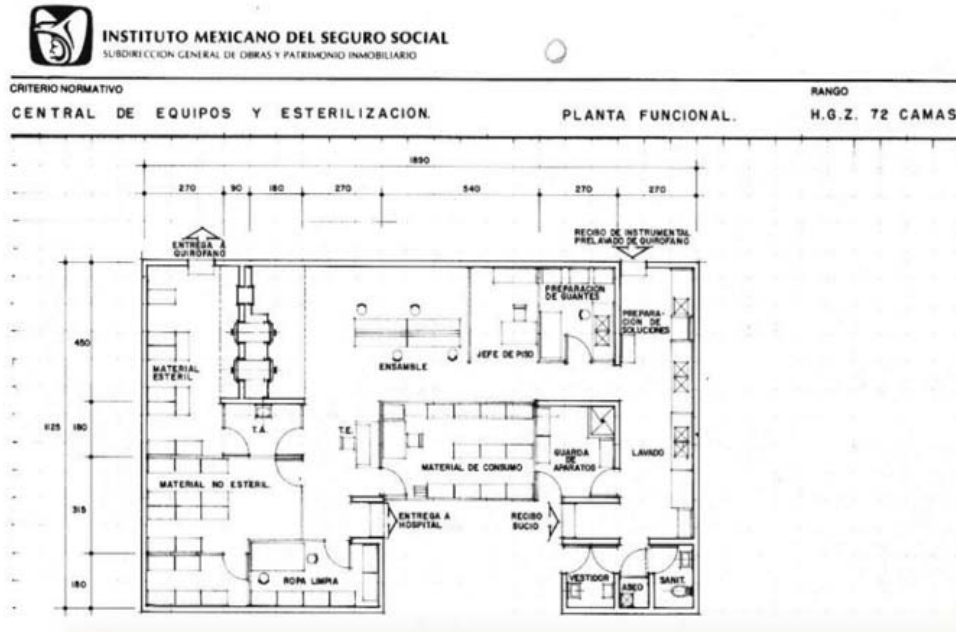 INSTITUTO MEXICANO DEL SEGURO SOCIAL
SUBDIRECCION GENERAL DE OBRAS Y PATRIMONIO INMOBILIARIO
CRITERIO NORMATIVO
RANGO
CENTRAL DE EQUIPOS Y ESTERILIZACION.
PLANTA FUNCIONAL.
H.G.Z. 72 CAMAS
1890
270 90 180 270 540 270 270
ENTREGA A
QUIROFANO
RECIBO DE INSTRUMENTAL
PRELAVADO DE QUIROFANO
PREPARACION
DE GUANTES
PREPARA-
CION DE
SOLUCIONES
450
JEFE DE PISO
MATERIAL
ESTERIL
ENSAMBLE
1125
180
T.A.
T.E.
GUARDA
DE
APARATOS
LAVADO
MATERIAL DE CONSUMO
MATERIAL NO ESTERIL.
315
ENTREGA A
HOSPITAL
RECIBO
SUCIO
180
ROPA LIMPIA
VESTIDOR
ASEO
SANIT.